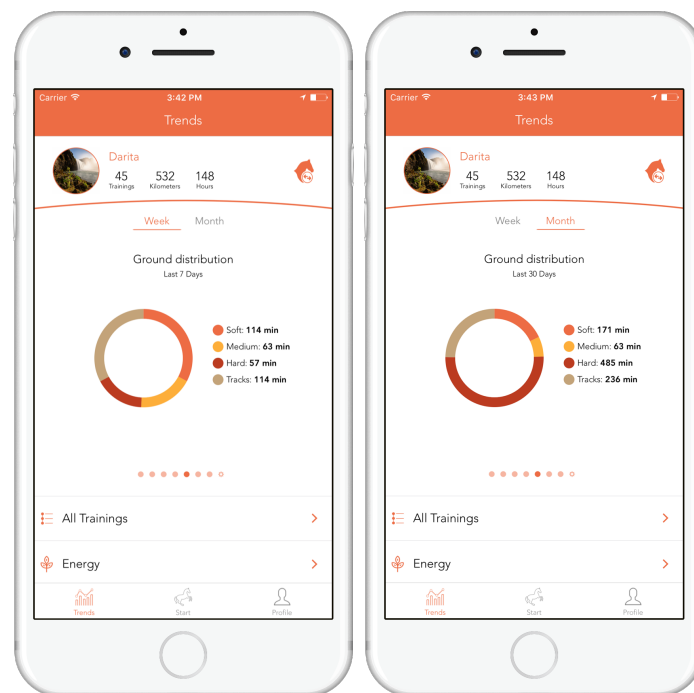 Carrier 3:42 PM
Trends
Darita
45 532 148
Trainings Kilometers Hours
Week Month
Ground distribution
Last 7 Days
Soft: 114 min
Medium: 63 min
Hard: 57 min
Tracks: 114 min
All Trainings
Energy
Trends Start Profile
Carrier 3:43 PM
Trends
Darita
45 532 148
Trainings Kilometers Hours
Week Month
Ground distribution
Last 30 Days
Soft: 171 min
Medium: 63 min
Hard: 485 min
Tracks: 236 min
All Trainings
Energy
Trends Start Profile